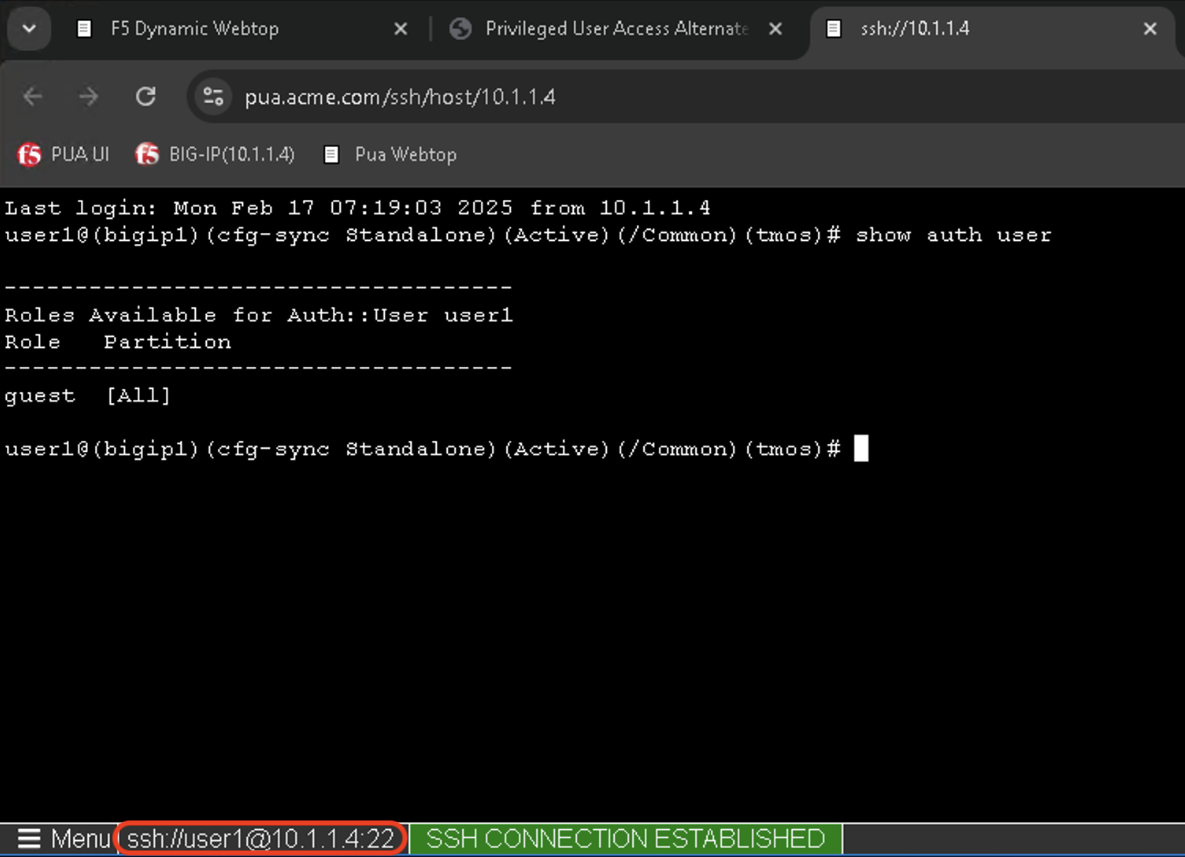 F5 Dynamic Webtop
Privileged User Access Alternate
ssh://10.1.1.4
pua.acme.com/ssh/host/10.1.1.4
f5 PUA UI f5 BIG-IP(10.1.1.4) Pua Webtop
Last login: Mon Feb 17 07:19:03 2025 from 10.1.1.4
user1@(bigip1)(cfg-sync Standalone)(Active)(/Common)(tmos)# show auth user
------------------------------------
Roles Available for Auth::User user1
Role Partition
------------------------------------
guest [All]
user1@(bigip1)(cfg-sync Standalone)(Active)(/Common)(tmos)#
Menu ssh://user1@10.1.1.4:22 SSH CONNECTION ESTABLISHED